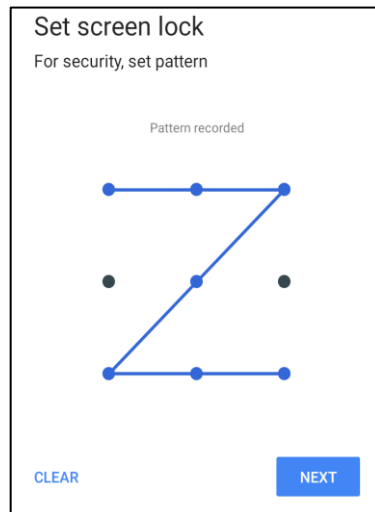 Set screen lock
For security, set pattern
Pattern recorded
CLEAR
NEXT